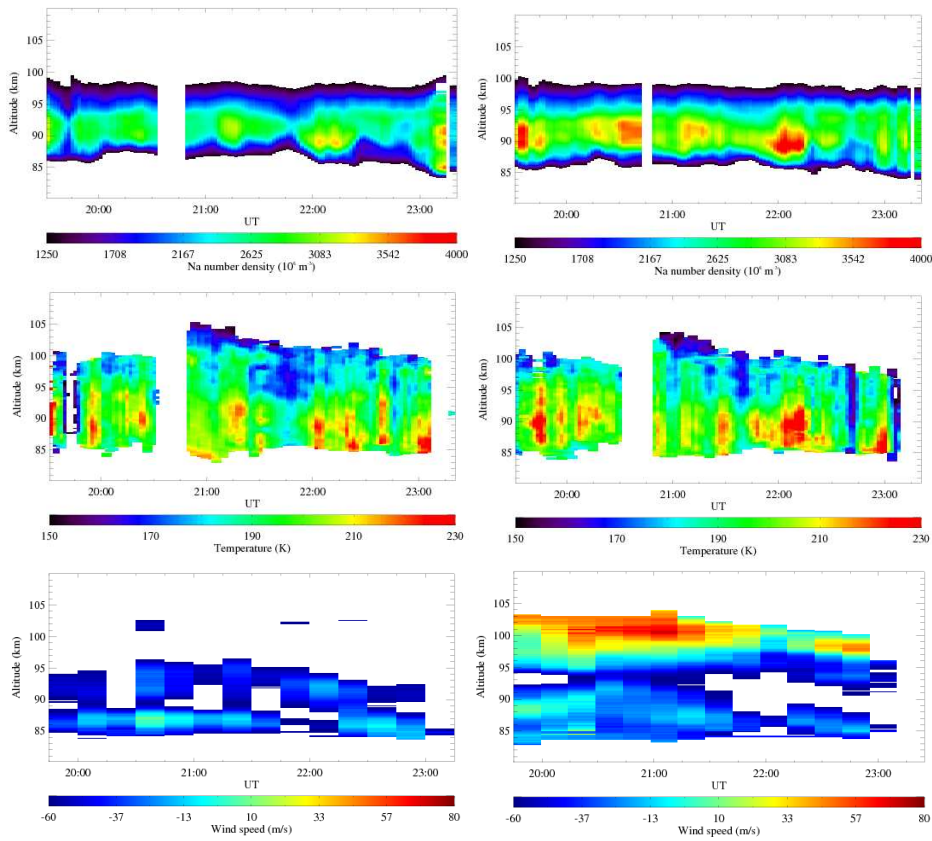 Altitude (km)
105
100
95
90
85
20:00 21:00 22:00 23:00
UT
1250 1708 2167 2625 3083 3542 4000
Na number density (10⁶ m⁻³)
Altitude (km)
105
100
95
90
85
20:00 21:00 22:00 23:00
UT
1250 1708 2167 2625 3083 3542 4000
Na number density (10⁶ m⁻³)
Altitude (km)
105
100
95
90
85
20:00 21:00 22:00 23:00
UT
150 170 190 210 230
Temperature (K)
Altitude (km)
105
100
95
90
85
20:00 21:00 22:00 23:00
UT
150 170 190 210 230
Temperature (K)
Altitude (km)
105
100
95
90
85
20:00 21:00 22:00 23:00
UT
-60 -37 -13 10 33 57 80
Wind speed (m/s)
Altitude (km)
105
100
95
90
85
20:00 21:00 22:00 23:00
UT
-60 -37 -13 10 33 57 80
Wind speed (m/s)